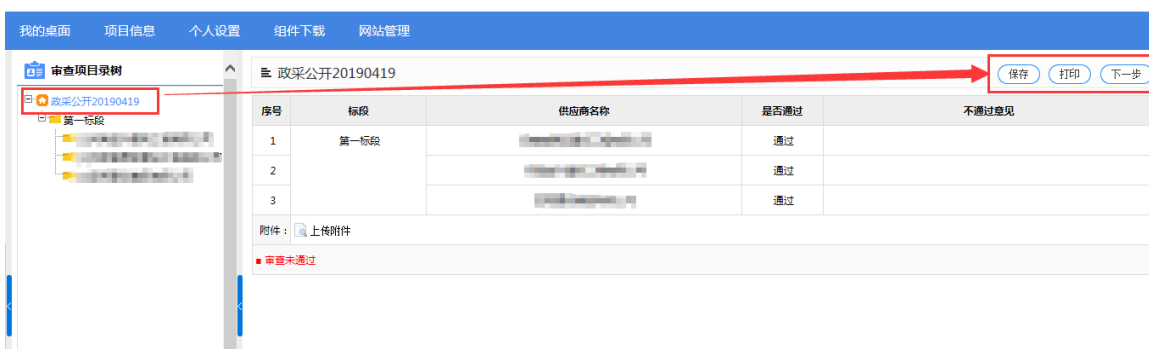 我的桌面 项目信息 个人设置 组件下载 网站管理
审查项目录树
政采公开20190419
第一标段
政采公开20190419
保存 打印 下一步
序号 标段 供应商名称 是否通过 不通过意见
1 第一标段 通过
2 通过
3 通过
附件： 上传附件
审查未通过